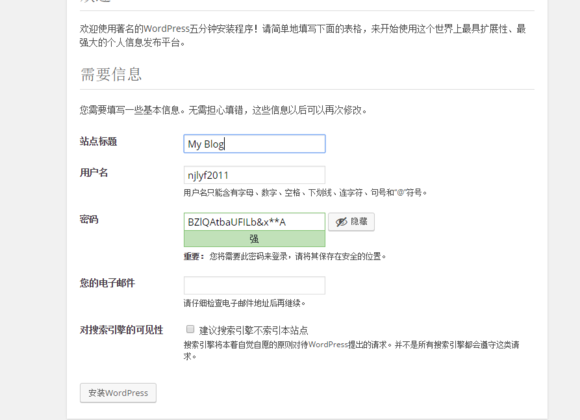 欢迎使用著名的WordPress五分钟安装程序！请简单地填写下面的表格，来开始使用这个世界上最具扩展性、最
强大的个人信息发布平台。
需要信息
您需要填写一些基本信息。无需担心填错，这些信息以后可以再次修改。
站点标题
My Blog
用户名
njlyf2011
用户名只能含有字母、数字、空格、下划线、连字符、句号和“@”符号。
密码
BZlQAtbaUFILb&x**A
隐藏
强
重要： 您将需要此密码来登录，请将其保存在安全的位置。
您的电子邮件
请仔细检查电子邮件地址后再继续。
对搜索引擎的可见性
建议搜索引擎不索引本站点
搜索引擎将本着自觉自愿的原则对待WordPress提出的请求。并不是所有搜索引擎都会遵守这类请
求。
安装WordPress